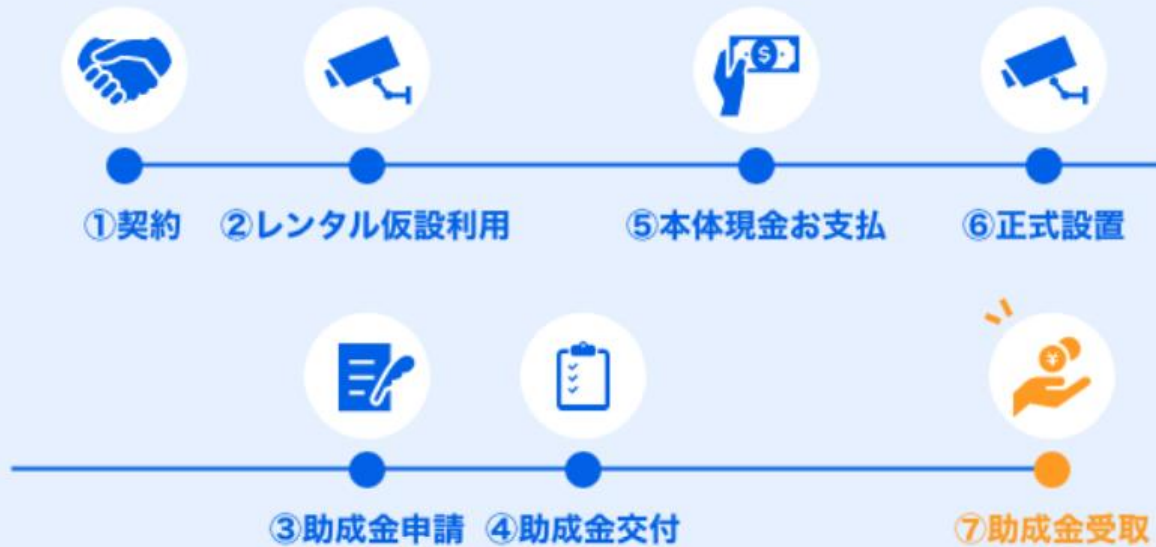 ①契約
②レンタル仮設利用
⑤本体現金お支払
⑥正式設置
③助成金申請
④助成金交付
⑦助成金受取